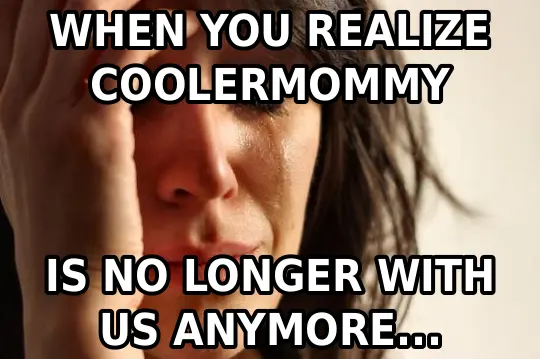 WHEN YOU REALIZE
COOLERMOMMY
IS NO LONGER WITH
US ANYMORE...